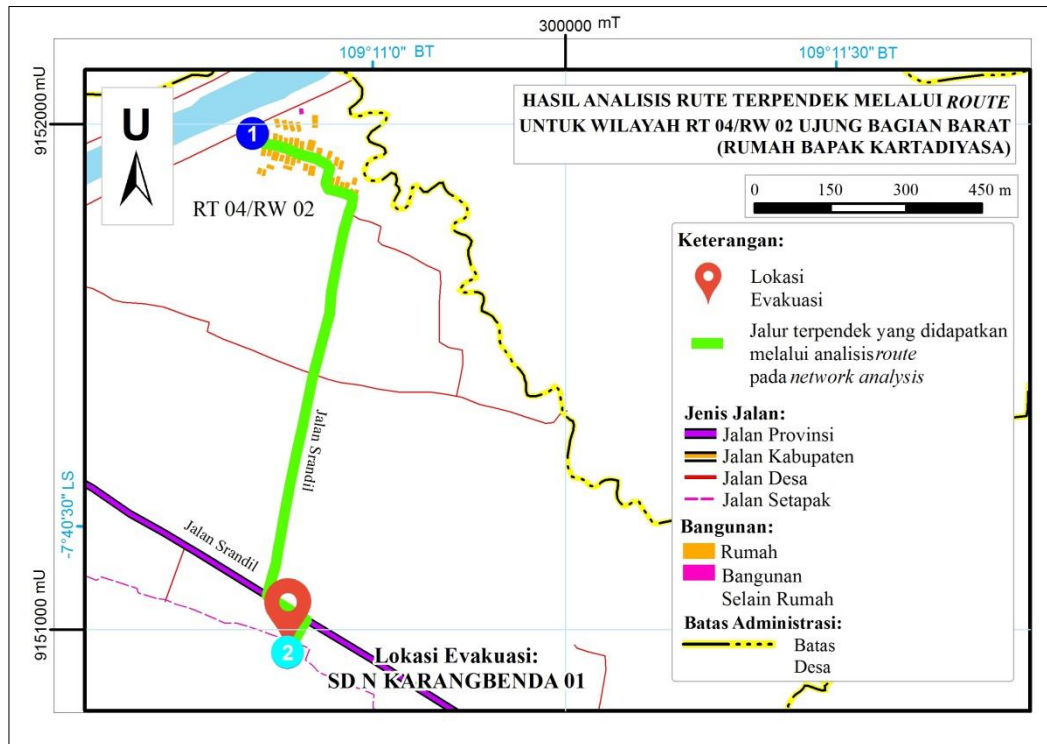 300000 mT
109°11'0" BT
109°11'30" BT
9152000 mU
-7°40'30" LS
9151000 mU
U
1
RT 04/RW 02
Jalan Srandil
Jalan Srandil
2
Lokasi Evakuasi:
SD N KARANGBENDA 01
HASIL ANALISIS RUTE TERPENDEK MELALUI ROUTE
UNTUK WILAYAH RT 04/RW 02 UJUNG BAGIAN BARAT
(RUMAH BAPAK KARTADIYASA)
0 150 300 450 m
Keterangan:
Lokasi
Evakuasi
Jalur terpendek yang didapatkan
melalui analisis route
pada network analysis
Jenis Jalan:
Jalan Provinsi
Jalan Kabupaten
Jalan Desa
Jalan Setapak
Bangunan:
Rumah
Bangunan
Selain Rumah
Batas Administrasi:
Batas
Desa